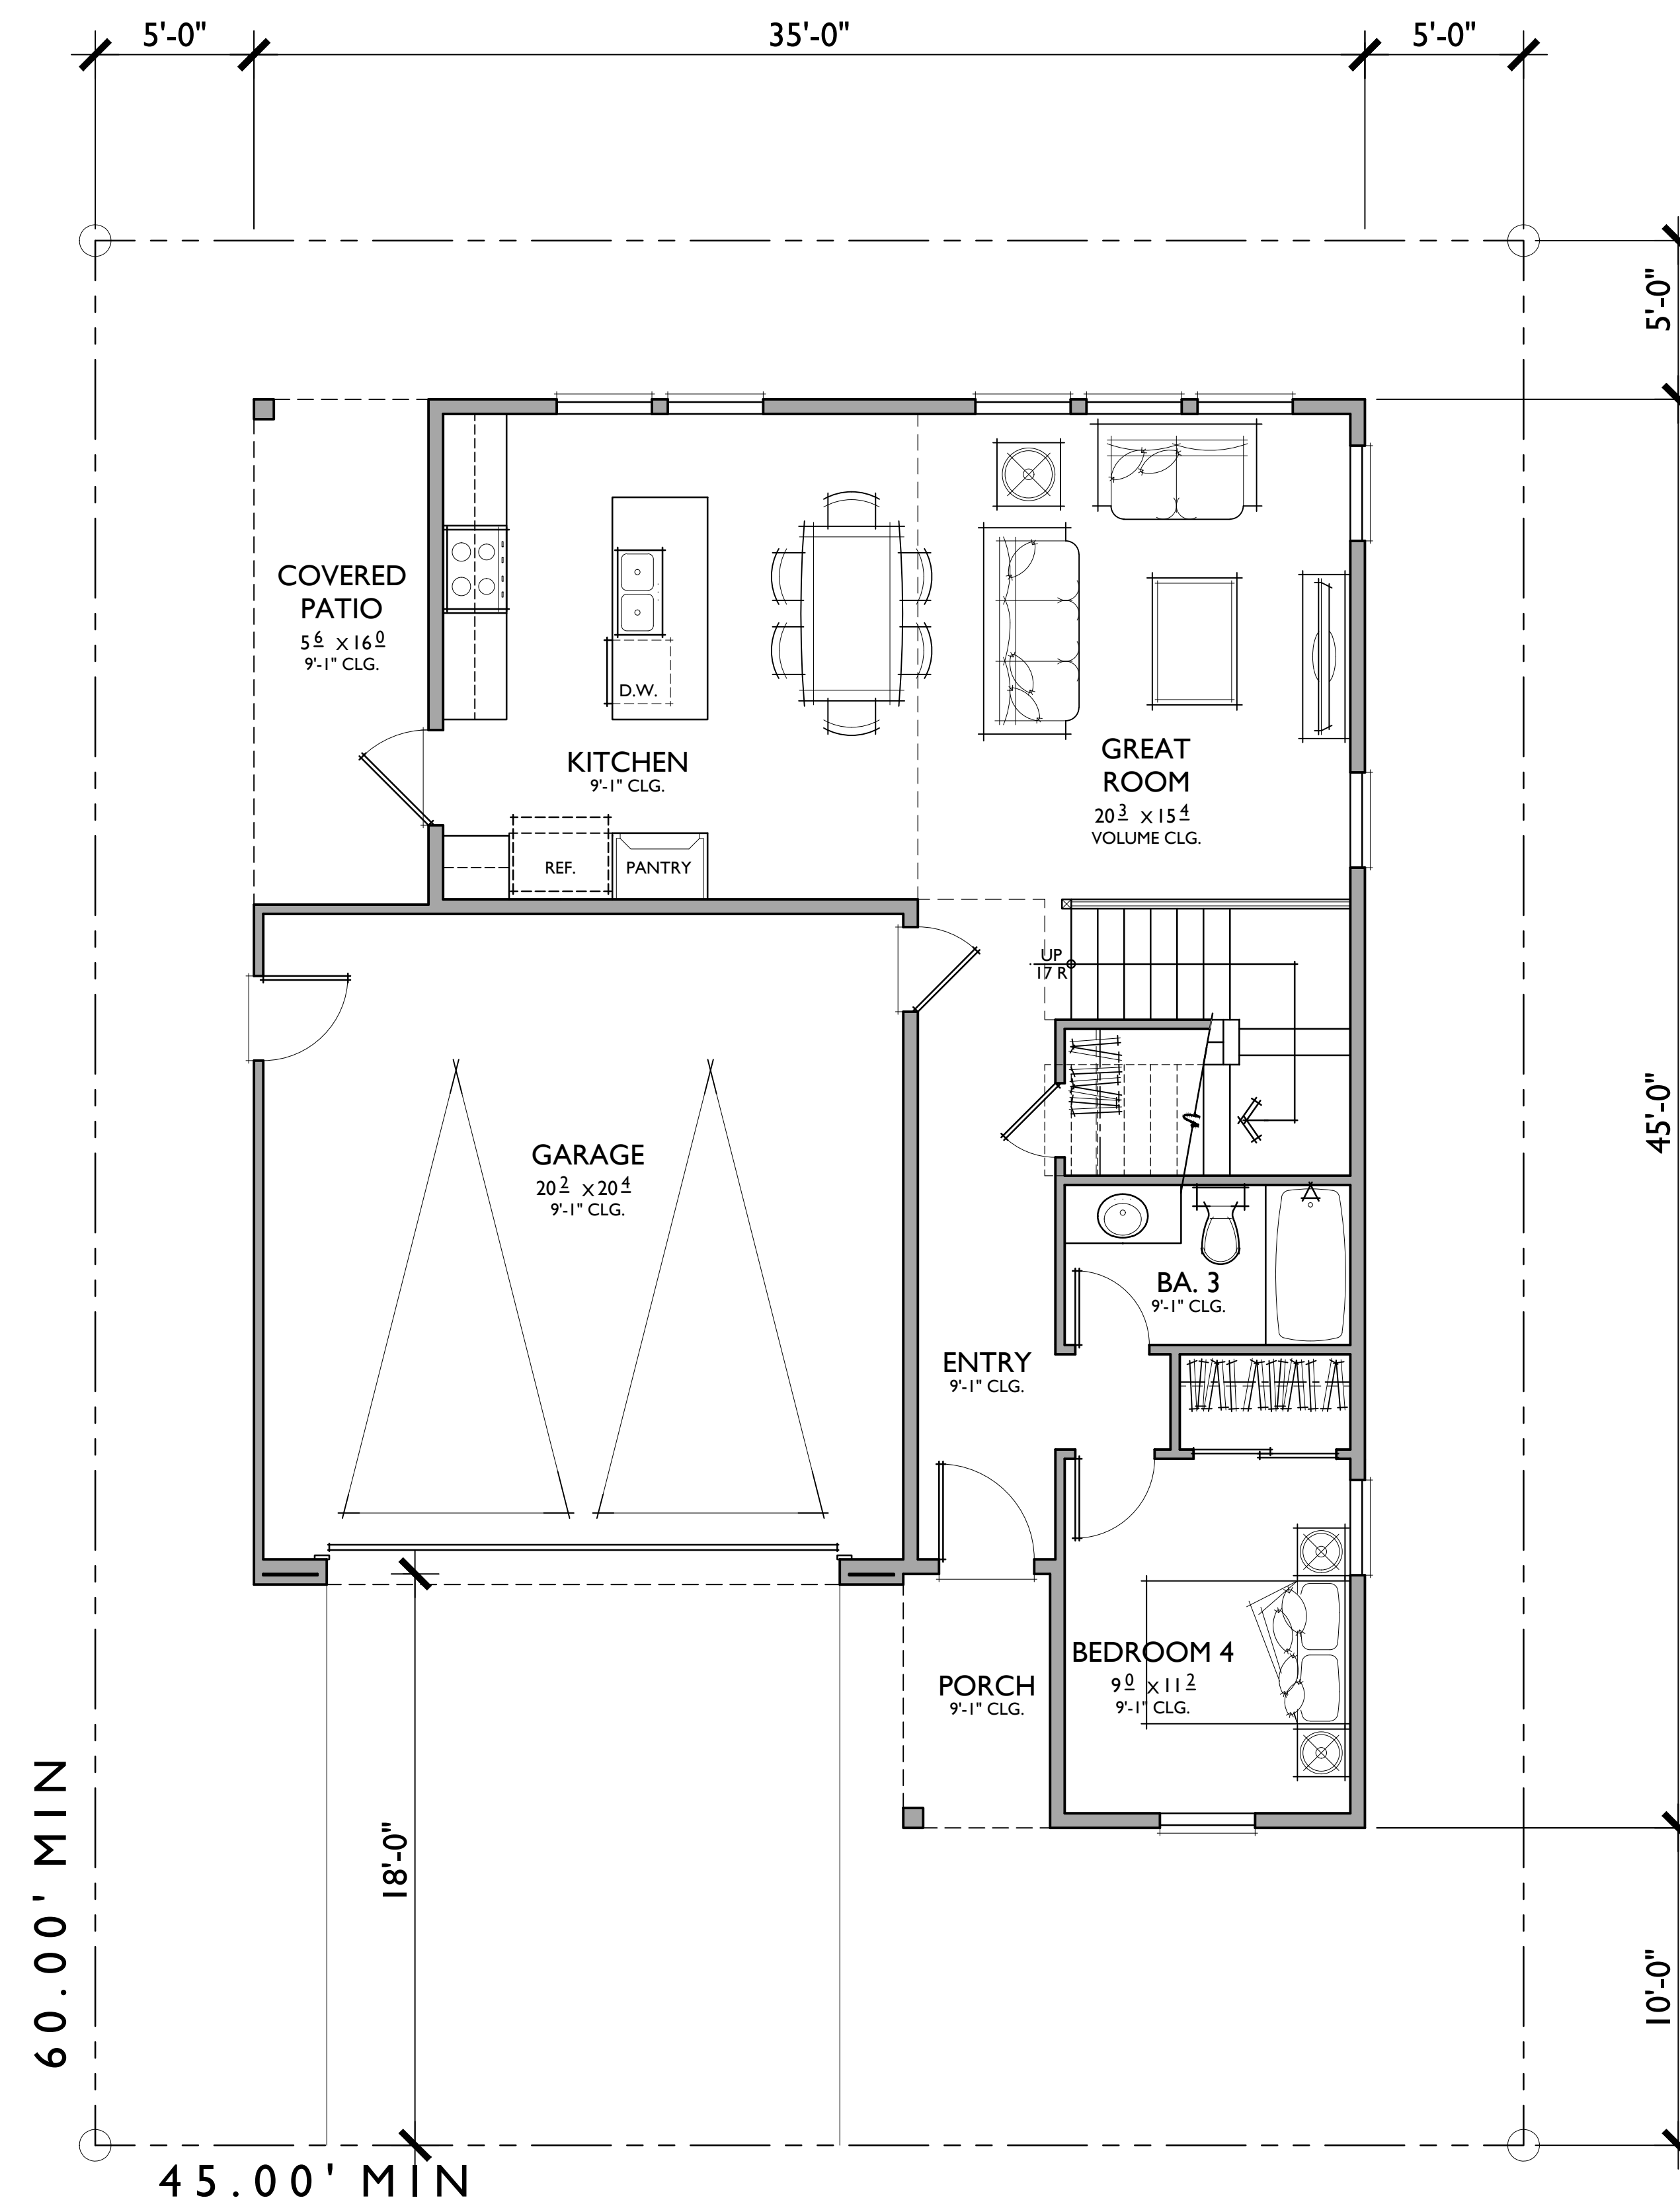 5'-0"
35'-0"
5'-0"
5'-0"
COVERED
PATIO
5 6 X 16 0
9'-1" CLG.
D.W.
KITCHEN
9'-1" CLG.
GREAT
ROOM
20 3 X 15 4
VOLUME CLG.
REF.
PANTRY
UP
17 R
45'-0"
GARAGE
20 2 X 20 4
9'-1" CLG.
BA. 3
9'-1" CLG.
ENTRY
9'-1" CLG.
BEDROOM 4
9 0 X 11 2
9'-1" CLG.
PORCH
9'-1" CLG.
18'-0"
60.00' MIN
10'-0"
45.00' MIN